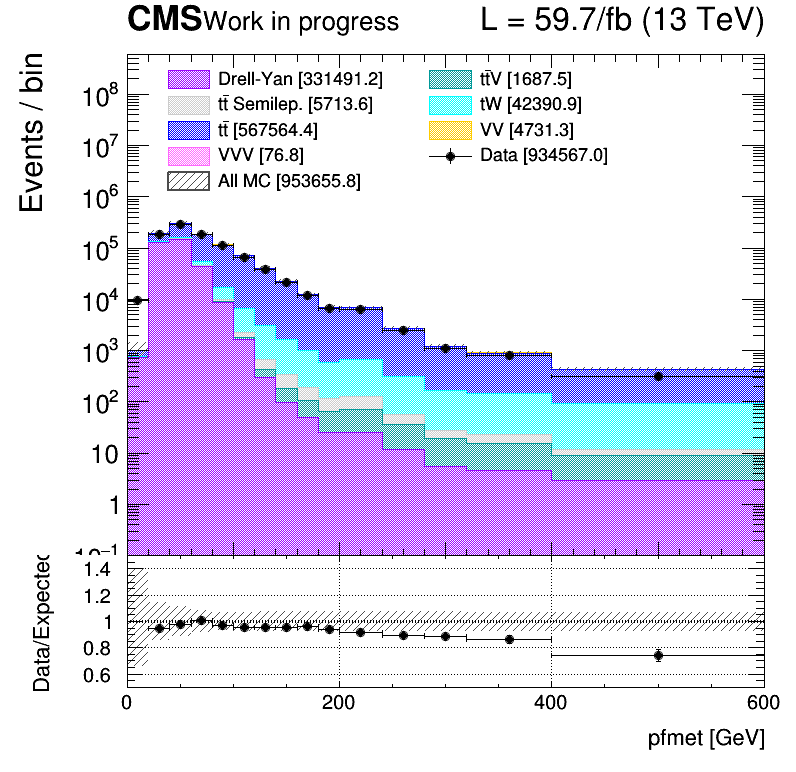 CMS Work in progress L = 59.7/fb (13 TeV)
Events / bin
Drell-Yan [331491.2] tt̄V [1687.5]
tt̄ Semilep. [5713.6] tW [42390.9]
tt̄ [567564.4] VV [4731.3]
VVV [76.8] Data [934567.0]
All MC [953655.8]
10⁸
10⁷
10⁶
10⁵
10⁴
10³
10²
10
1
10⁻¹
Data/Expected
1.4
1.2
1
0.8
0.6
0 200 400 600
pfmet [GeV]